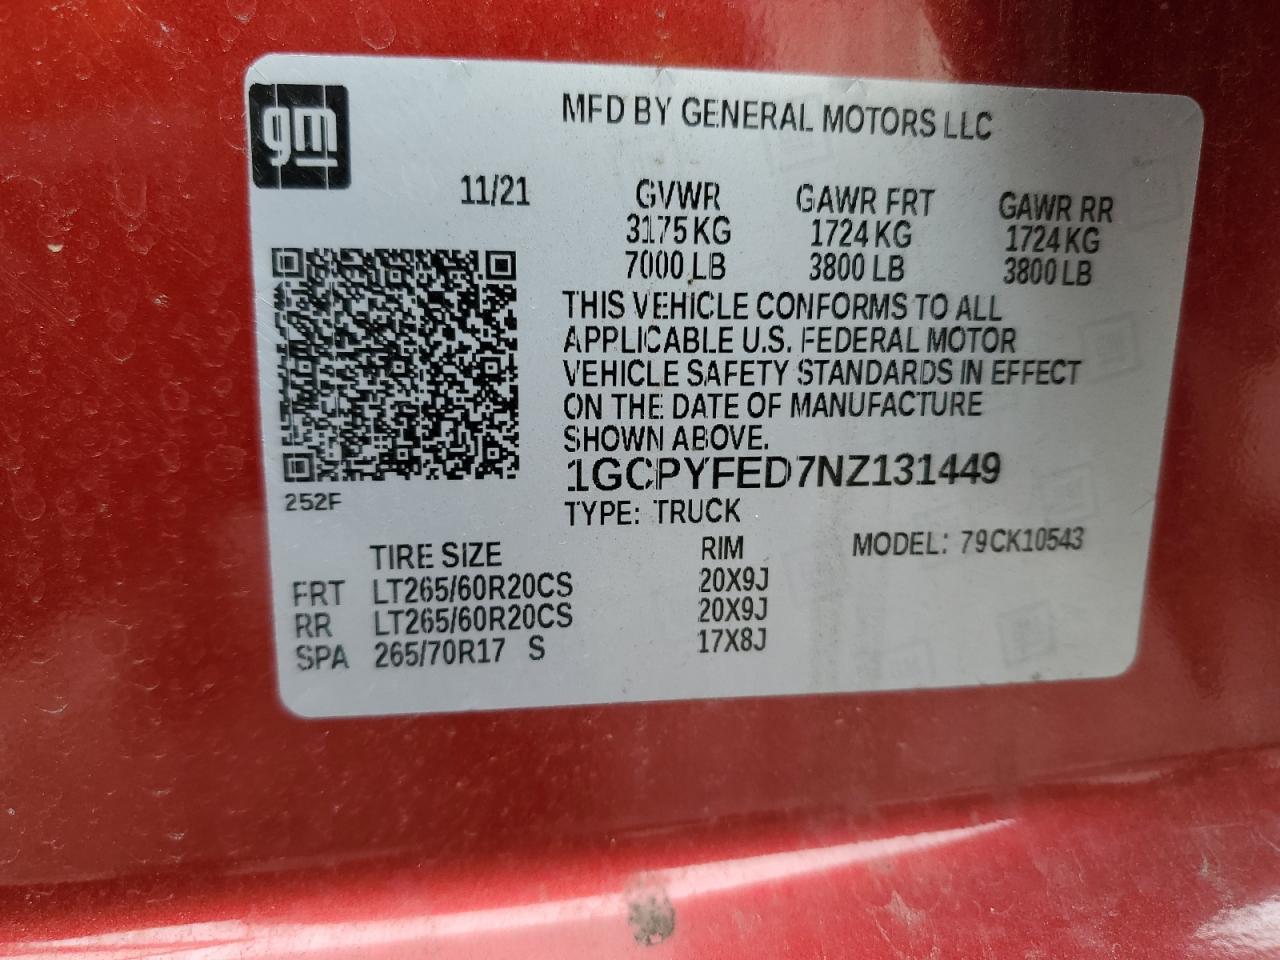 gm
MFD BY GENERAL MOTORS LLC
11/21 GVWR GAWR FRT GAWR RR
3175 KG 1724 KG 1724 KG
7000 LB 3800 LB 3800 LB
THIS VEHICLE CONFORMS TO ALL
APPLICABLE U.S. FEDERAL MOTOR
VEHICLE SAFETY STANDARDS IN EFFECT
ON THE DATE OF MANUFACTURE
SHOWN ABOVE.
1GCPYFED7NZ131449
252F
TYPE: TRUCK
TIRE SIZE RIM MODEL: 79CK10543
FRT LT265/60R20CS 20X9J
RR LT265/60R20CS 20X9J
SPA 265/70R17 S 17X8J